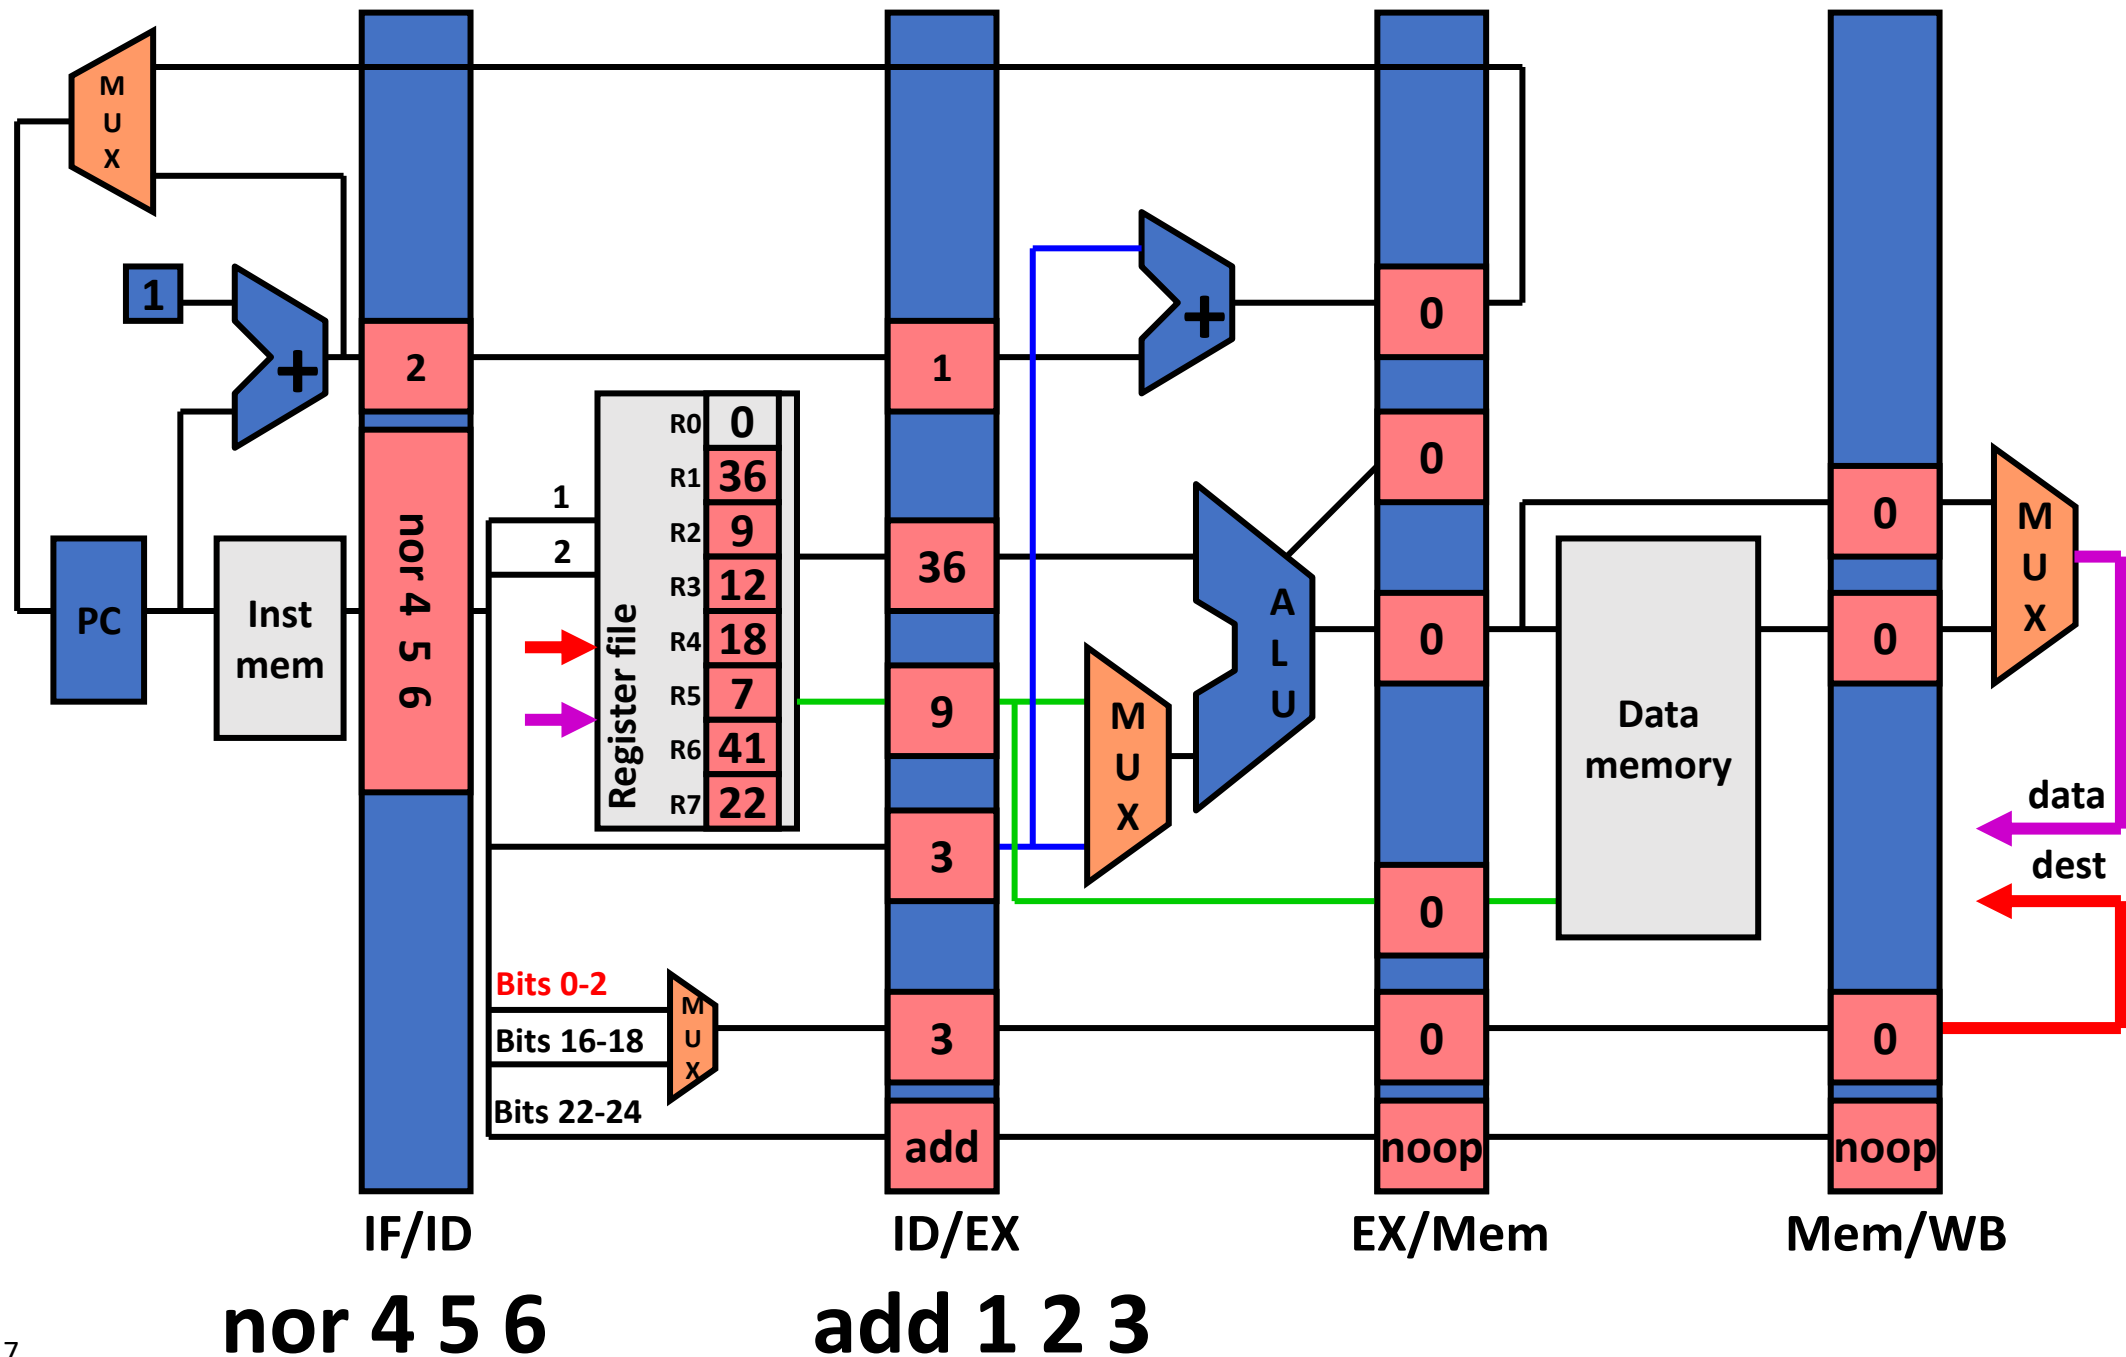 M
U
X
1
+
2
PC
Inst
mem
nor 4 5 6
1
2
Register file
R0 0
R1 36
R2 9
R3 12
R4 18
R5 7
R6 41
R7 22
Bits 0-2
Bits 16-18
Bits 22-24
M
U
X
1
36
9
3
3
add
+
M
U
X
A
L
U
0
0
0
0
0
noop
Data
memory
0
0
0
noop
M
U
X
data
dest
IF/ID
ID/EX
EX/Mem
Mem/WB
nor 4 5 6
add 1 2 3
7